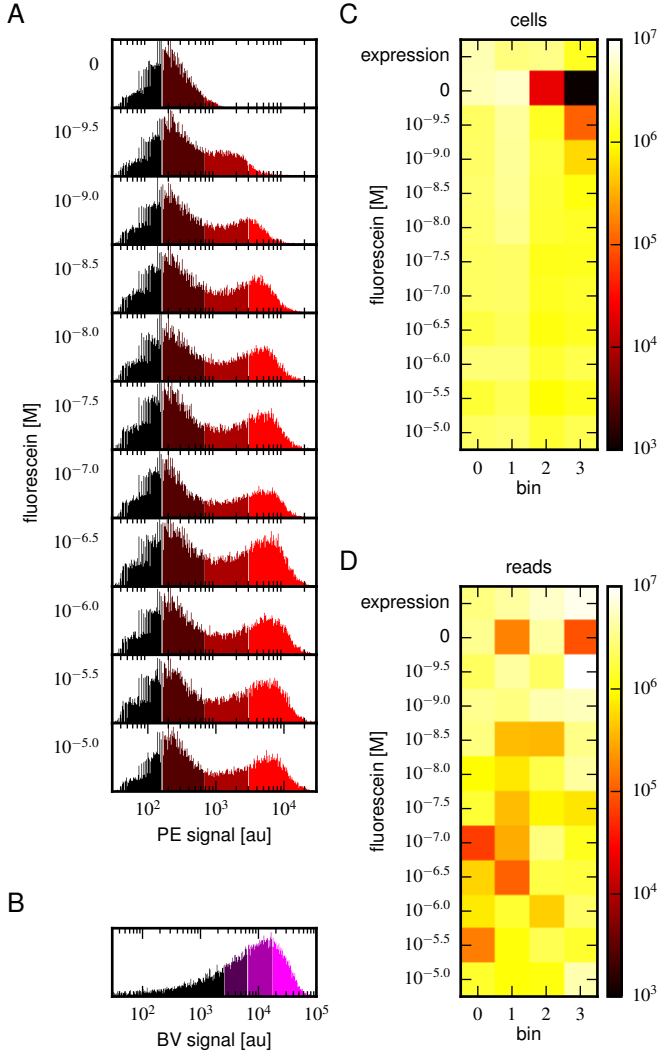 A
0
10^−9.5
10^−9.0
10^−8.5
10^−8.0
10^−7.5
10^−7.0
10^−6.5
10^−6.0
10^−5.5
10^−5.0
fluorescein [M]
10^2 10^3 10^4
PE signal [au]
B
10^2 10^3 10^4 10^5
BV signal [au]
C
cells
expression
0
10^−9.5
10^−9.0
10^−8.5
10^−8.0
10^−7.5
10^−7.0
10^−6.5
10^−6.0
10^−5.5
10^−5.0
fluorescein [M]
0 1 2 3
bin
10^7
10^6
10^5
10^4
10^3
D
reads
expression
0
10^−9.5
10^−9.0
10^−8.5
10^−8.0
10^−7.5
10^−7.0
10^−6.5
10^−6.0
10^−5.5
10^−5.0
fluorescein [M]
0 1 2 3
bin
10^7
10^6
10^5
10^4
10^3